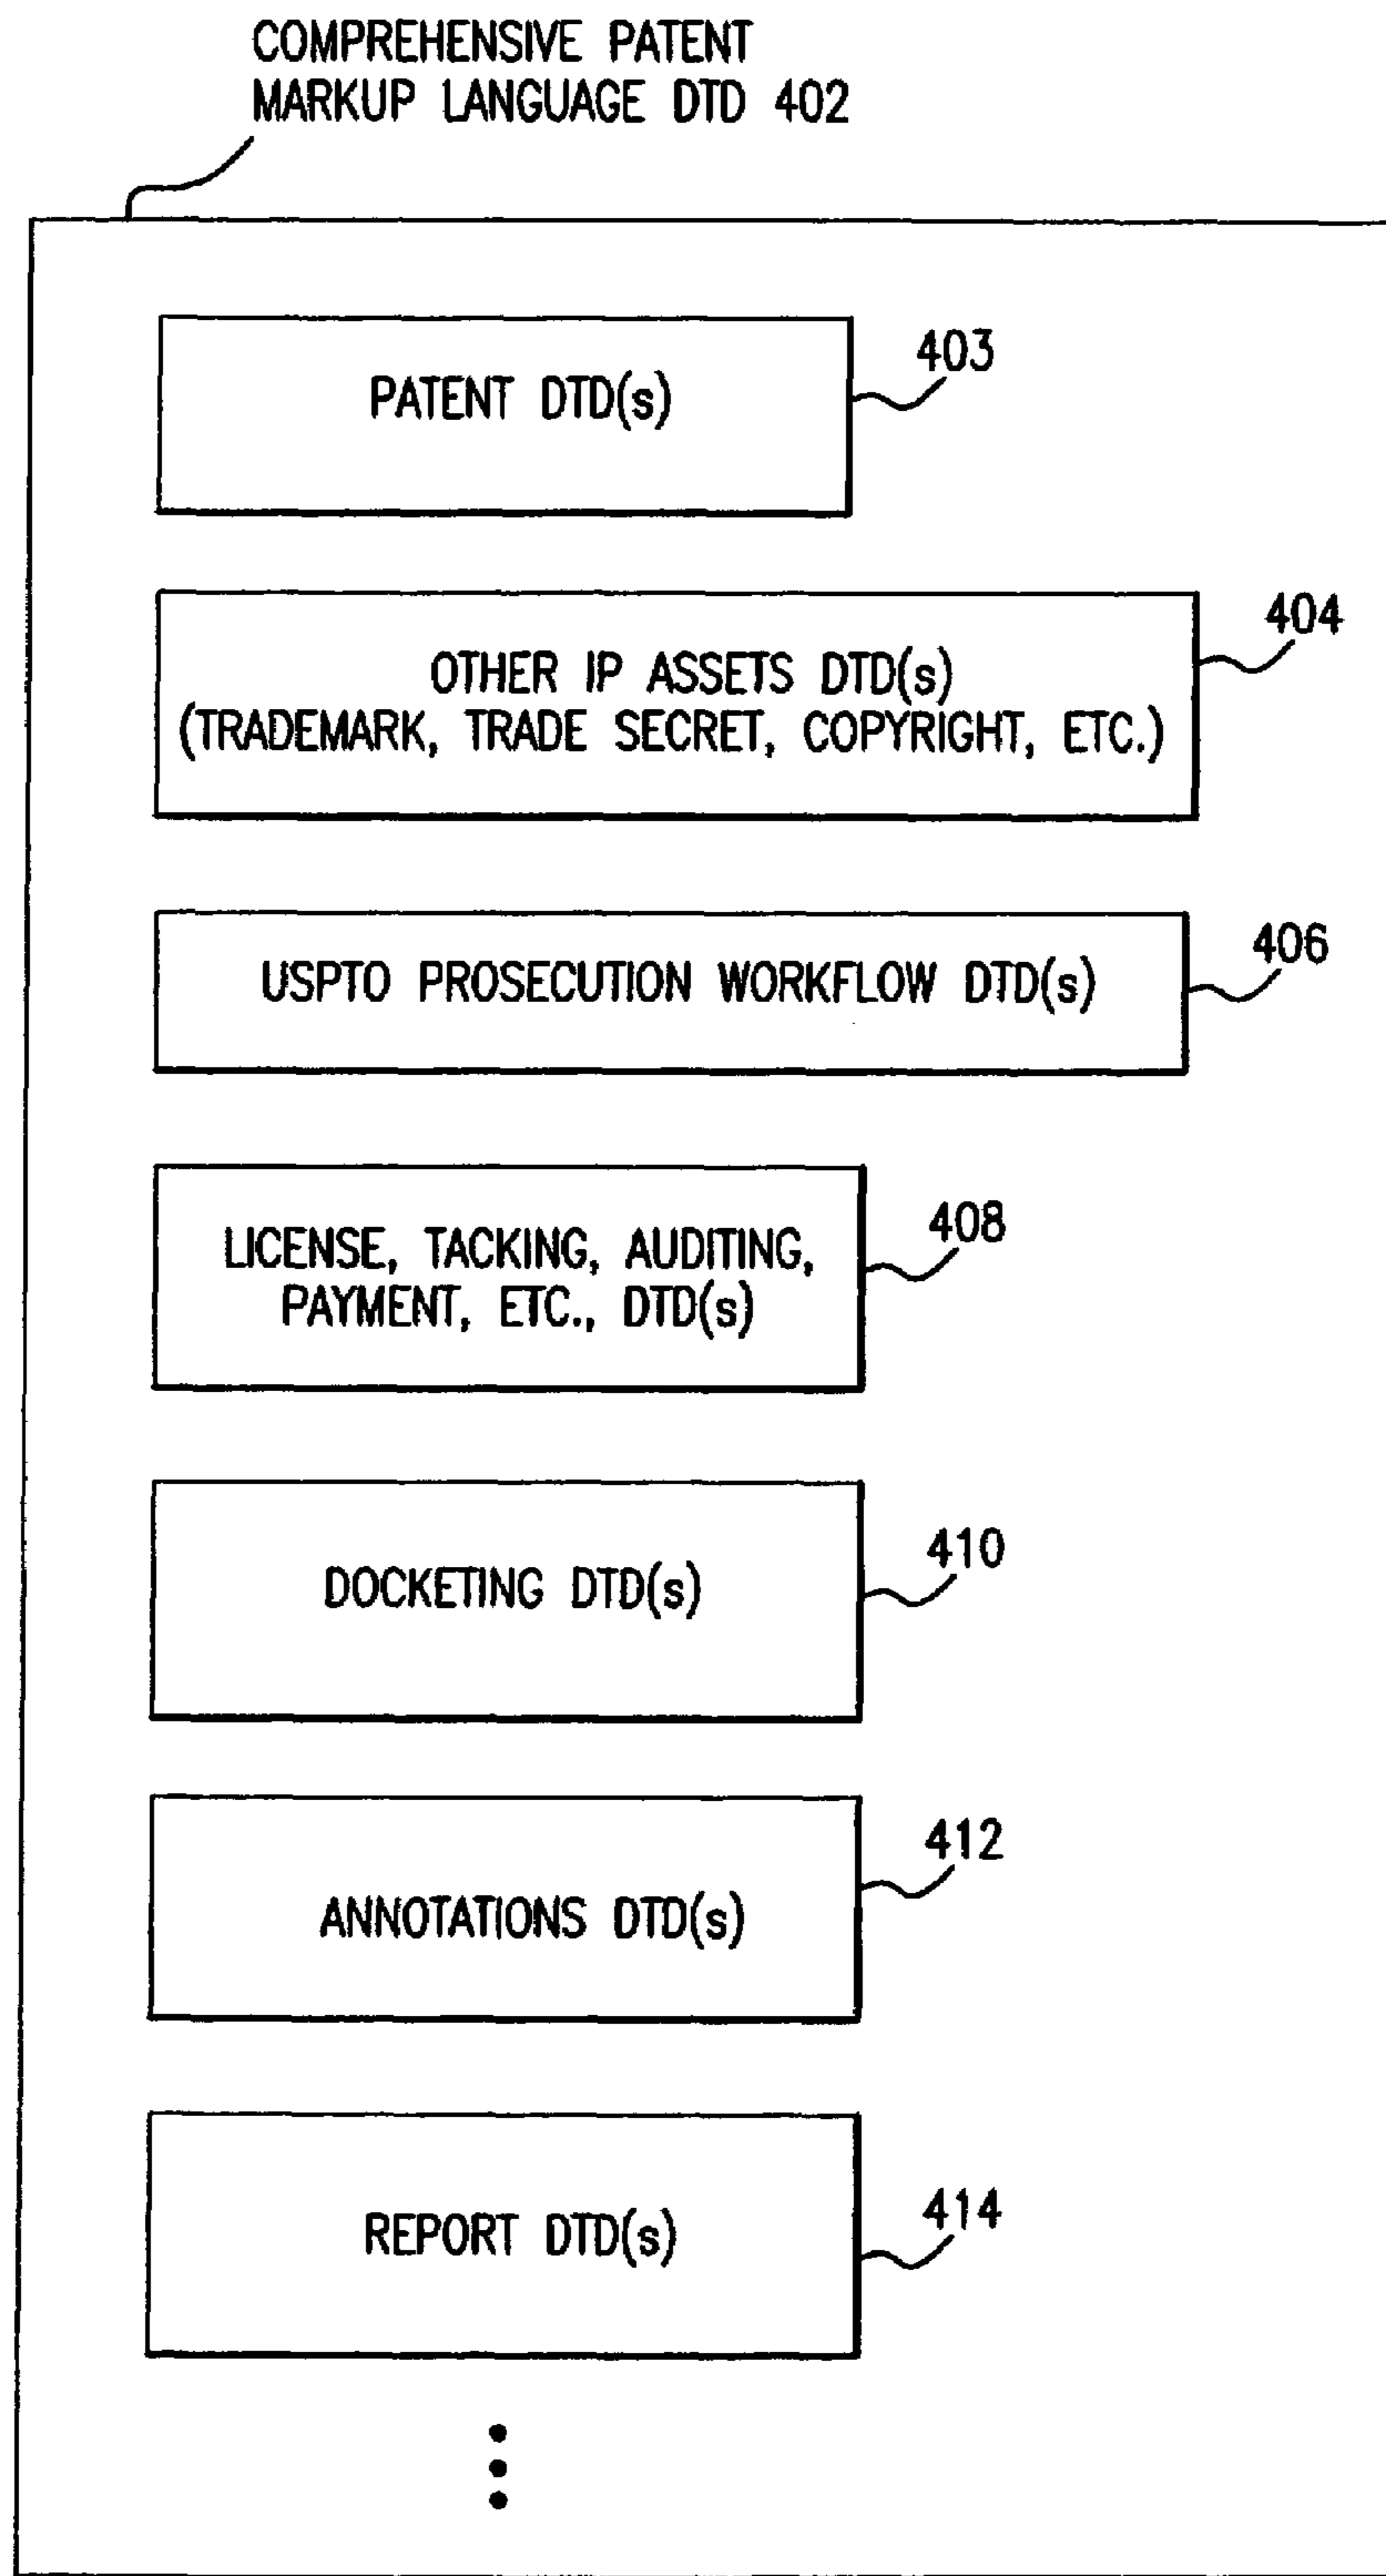 COMPREHENSIVE PATENT
MARKUP LANGUAGE DTD 402
PATENT DTD(s)
403
OTHER IP ASSETS DTD(s)
(TRADEMARK, TRADE SECRET, COPYRIGHT, ETC.)
404
USPTO PROSECUTION WORKFLOW DTD(s)
406
LICENSE, TACKING, AUDITING,
PAYMENT, ETC., DTD(s)
408
DOCKETING DTD(s)
410
ANNOTATIONS DTD(s)
412
REPORT DTD(s)
414